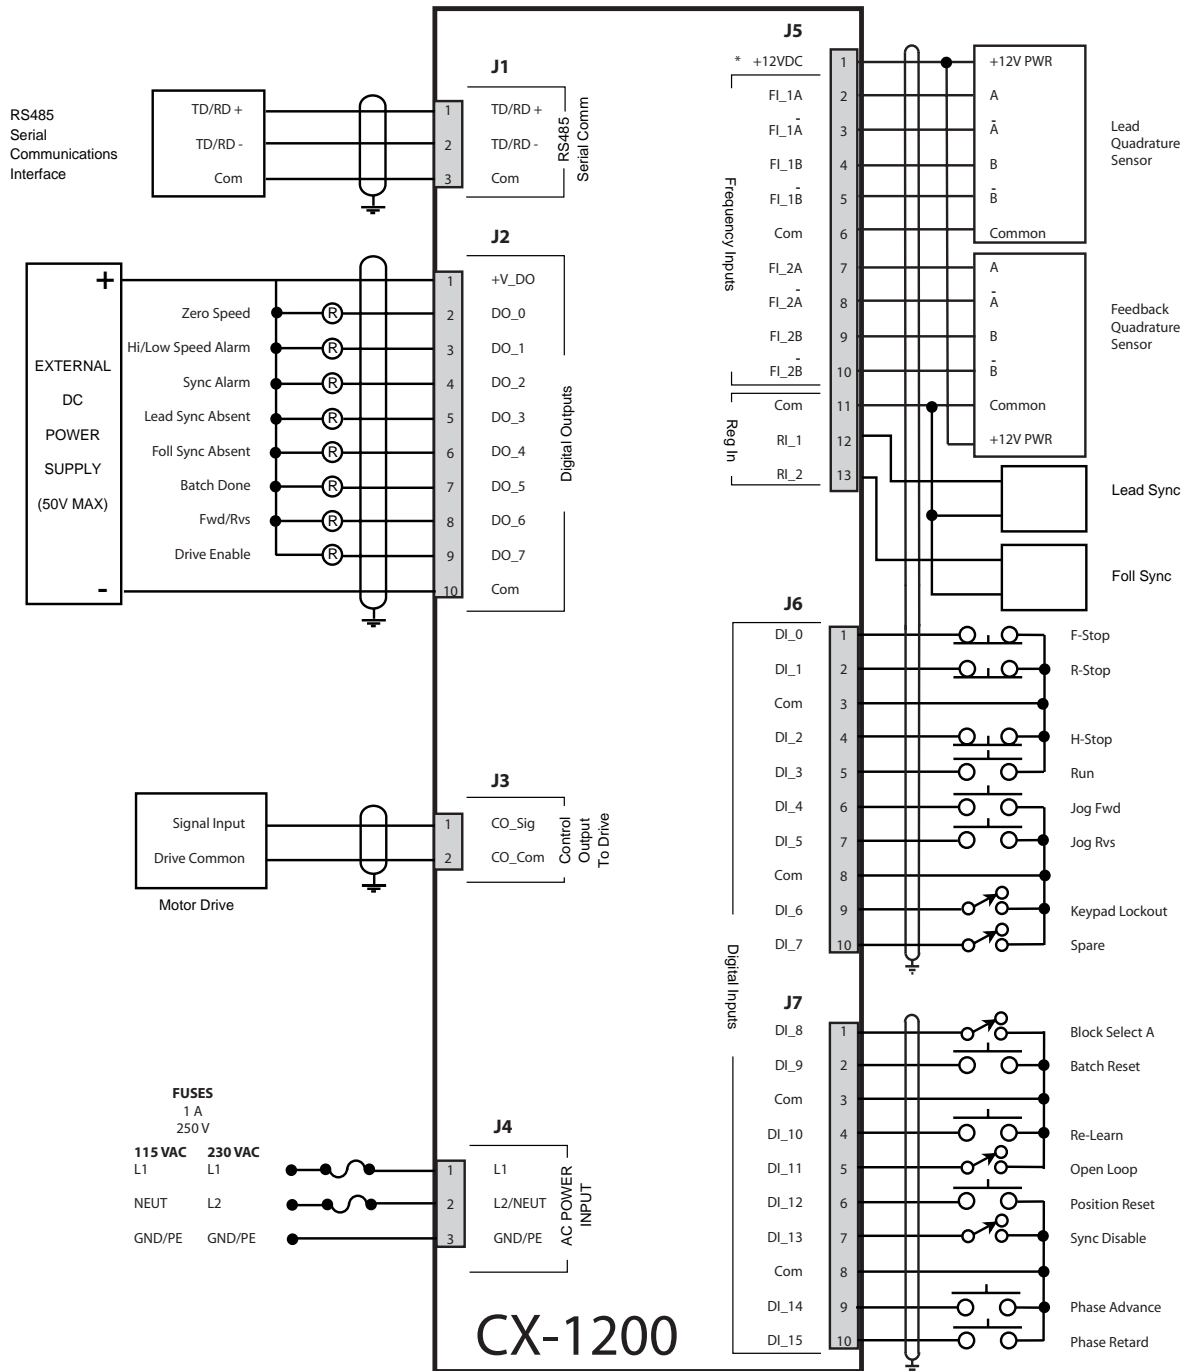 RS485
Serial
Communications
Interface
TD/RD +
TD/RD -
Com
J1
1 TD/RD +
2 TD/RD -
3 Com
RS485
Serial Comm
EXTERNAL
DC
POWER
SUPPLY
(50V MAX)
+
-
Zero Speed
Hi/Low Speed Alarm
Sync Alarm
Lead Sync Absent
Foll Sync Absent
Batch Done
Fwd/Rvs
Drive Enable
R
R
R
R
R
R
R
R
J2
1 +V_DO
2 DO_0
3 DO_1
4 DO_2
5 DO_3
6 DO_4
7 DO_5
8 DO_6
9 DO_7
10 Com
Digital Outputs
Signal Input
Drive Common
Motor Drive
J3
1 CO_Sig
2 CO_Com
Control
Output
To Drive
FUSES
1 A
250 V
115 VAC 230 VAC
L1 L1
NEUT L2
GND/PE GND/PE
J4
1 L1
2 L2/NEUT
3 GND/PE
AC POWER
INPUT
CX-1200
J5
* +12VDC 1
FI_1A 2
FI_1Ā 3
FI_1B 4
FI_1B̄ 5
Com 6
FI_2A 7
FI_2Ā 8
FI_2B 9
FI_2B̄ 10
Com 11
RI_1 12
RI_2 13
Frequency Inputs
Reg In
+12V PWR
A
Ā
B
B̄
Common
Lead
Quadrature
Sensor
A
Ā
B
B̄
Common
+12V PWR
Feedback
Quadrature
Sensor
Lead Sync
Foll Sync
J6
DI_0 1 F-Stop
DI_1 2 R-Stop
Com 3
DI_2 4 H-Stop
DI_3 5 Run
DI_4 6 Jog Fwd
DI_5 7 Jog Rvs
Com 8
DI_6 9 Keypad Lockout
DI_7 10 Spare
Digital Inputs
J7
DI_8 1 Block Select A
DI_9 2 Batch Reset
Com 3
DI_10 4 Re-Learn
DI_11 5 Open Loop
DI_12 6 Position Reset
DI_13 7 Sync Disable
Com 8
DI_14 9 Phase Advance
DI_15 10 Phase Retard